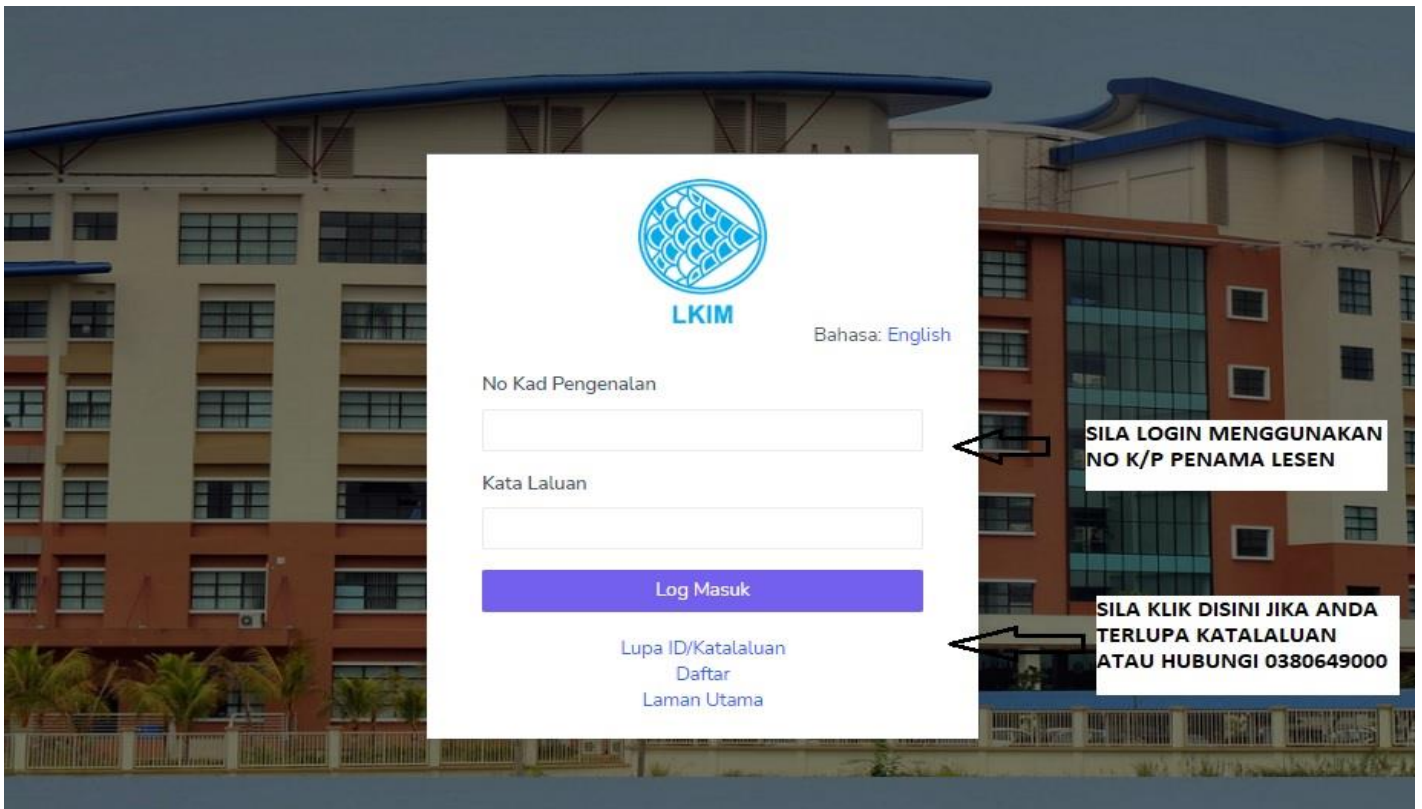 LKIM
Bahasa: English
No Kad Pengenalan
SILA LOGIN MENGGUNAKAN
NO K/P PENAMA LESEN
Kata Laluan
Log Masuk
SILA KLIK DISINI JIKA ANDA
TERLUPA KATALALUAN
ATAU HUBUNGI 0380649000
Lupa ID/Katalaluan
Daftar
Laman Utama